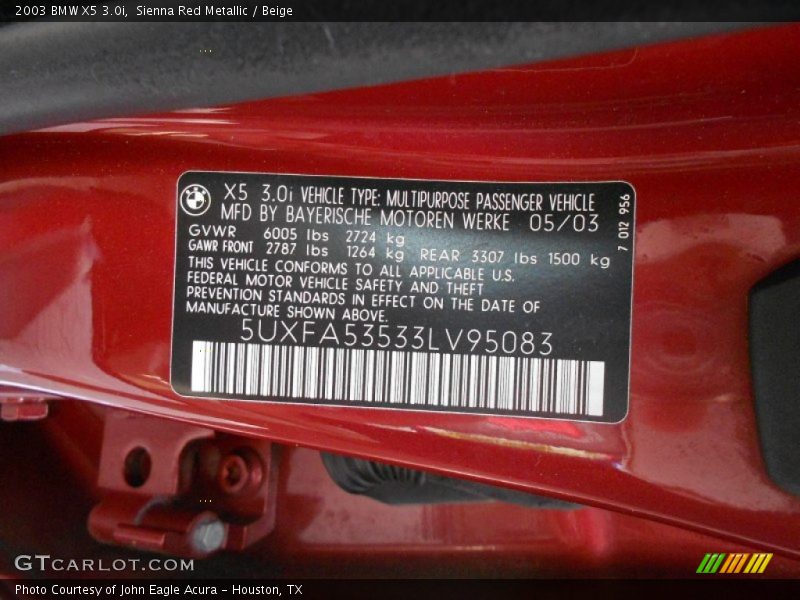 2003 BMW X5 3.0i, Sienna Red Metallic / Beige
X5 3.0i VEHICLE TYPE: MULTIPURPOSE PASSENGER VEHICLE
MFD BY BAYERISCHE MOTOREN WERKE 05/03
GVWR 6005 lbs 2724 kg
GAWR FRONT 2787 lbs 1264 kg REAR 3307 lbs 1500 kg
THIS VEHICLE CONFORMS TO ALL APPLICABLE U.S.
FEDERAL MOTOR VEHICLE SAFETY AND THEFT
PREVENTION STANDARDS IN EFFECT ON THE DATE OF
MANUFACTURE SHOWN ABOVE.
5UXFA53533LV95083
7 012 956
GTCARLOT.COM
Photo Courtesy of John Eagle Acura - Houston, TX